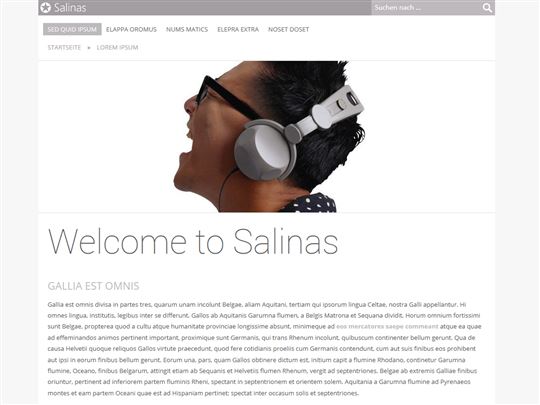 Salinas
Suchen nach ...
SED QUID IPSUM ELAPPA OROMUS NUMS MATICS ELEPRA EXTRA NOSET DOSET
STARTSEITE » LOREM IPSUM
Welcome to Salinas
GALLIA EST OMNIS
Gallia est omnis divisa in partes tres, quarum unam incolunt Belgae, aliam Aquitani, tertiam qui ipsorum lingua Celtae, nostra Galli appellantur. Hi
omnes lingua, institutis, legibus inter se differunt. Gallos ab Aquitanis Garumna flumen, a Belgis Matrona et Sequana dividit. Horum omnium fortissimi
sunt Belgae, propterea quod a cultu atque humanitate provinciae longissime absunt, minimeque ad eos mercatores saepe commeant atque ea quae
ad effeminandos animos pertinent important, proximique sunt Germanis, qui trans Rhenum incolunt, quibuscum continenter bellum gerunt. Qua de
causa Helvetii quoque reliquos Gallos virtute praecedunt, quod fere cotidianis proeliis cum Germanis contendunt, cum aut suis finibus eos prohibent
aut ipsi in eorum finibus bellum gerunt. Eorum una, pars, quam Gallos obtinere dictum est, initium capit a flumine Rhodano, continetur Garumna
flumine, Oceano, finibus Belgarum, attingit etiam ab Sequanis et Helvetiis flumen Rhenum, vergit ad septentriones. Belgae ab extremis Galliae finibus
oriuntur, pertinent ad inferiorem partem fluminis Rheni, spectant in septentrionem et orientem solem. Aquitania a Garumna flumine ad Pyrenaeos
montes et eam partem Oceani quae est ad Hispaniam pertinet; spectat inter occasum solis et septentriones.